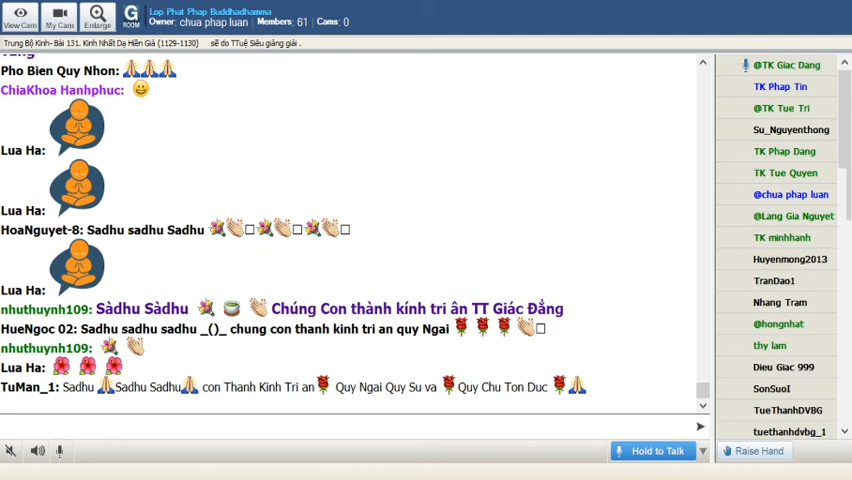 View Cam
My Cam
Enlarge
G
ROOM
Lop Phat Phap Buddhadhamma
Owner: chua phap luan Members: 61 Cams: 0
Trung Bộ Kinh- Bài 131. Kinh Nhất Dạ Hiền Giả (1129-1130) sẽ do TTuệ Siêu giảng giải .
Pho Bien Quy Nhon:
ChiaKhoa Hanhphuc:
Lua Ha:
Lua Ha:
HoaNguyet-8: Sadhu sadhu Sadhu
Lua Ha:
nhuthuynh109: Sàdhu Sàdhu Chúng Con thành kính tri ân TT Giác Đẳng
HueNgoc 02: Sadhu sadhu sadhu _()_ chung con thanh kinh tri an quy Ngai
nhuthuynh109:
Lua Ha:
TuMan_1: Sadhu Sadhu Sadhu con Thanh Kinh Tri an Quy Ngai Quy Su va Quy Chu Ton Duc
@TK Giac Dang
TK Phap Tin
@TK Tue Tri
Su_Nguyenthong
TK Phap Dang
TK Tue Quyen
@chua phap luan
@Lang Gia Nguyet
TK minhhanh
Huyenmong2013
TranDao1
Nhang Tram
@hongnhat
thy lam
Dieu Giac 999
SonSuoI
TueThanhDVBG
tuethanhdvbg_1
Hold to Talk
Raise Hand